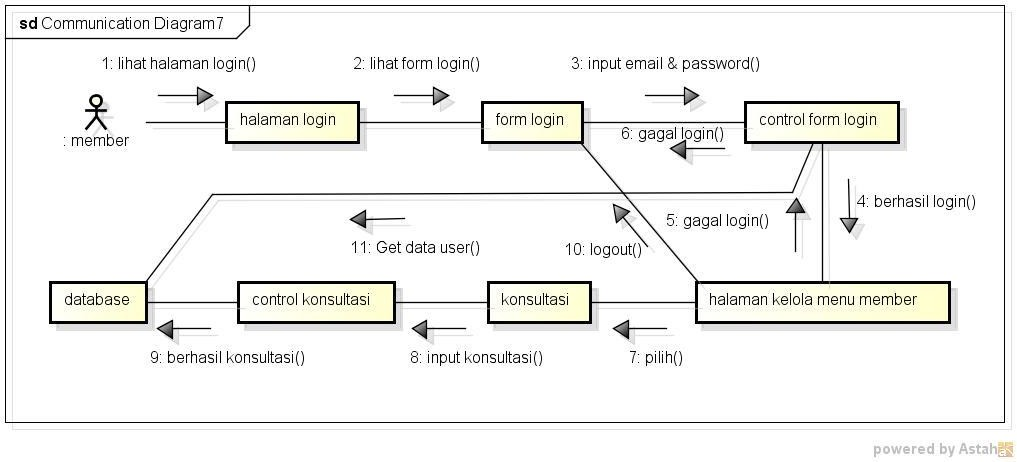 sd Communication Diagram7
1: lihat halaman login()
2: lihat form login()
3: input email & password()
halaman login
form login
control form login
: member
6: gagal login()
4: berhasil login()
5: gagal login()
11: Get data user()
10: logout()
database
control konsultasi
konsultasi
halaman kelola menu member
9: berhasil konsultasi()
8: input konsultasi()
7: pilih()
powered by Astah